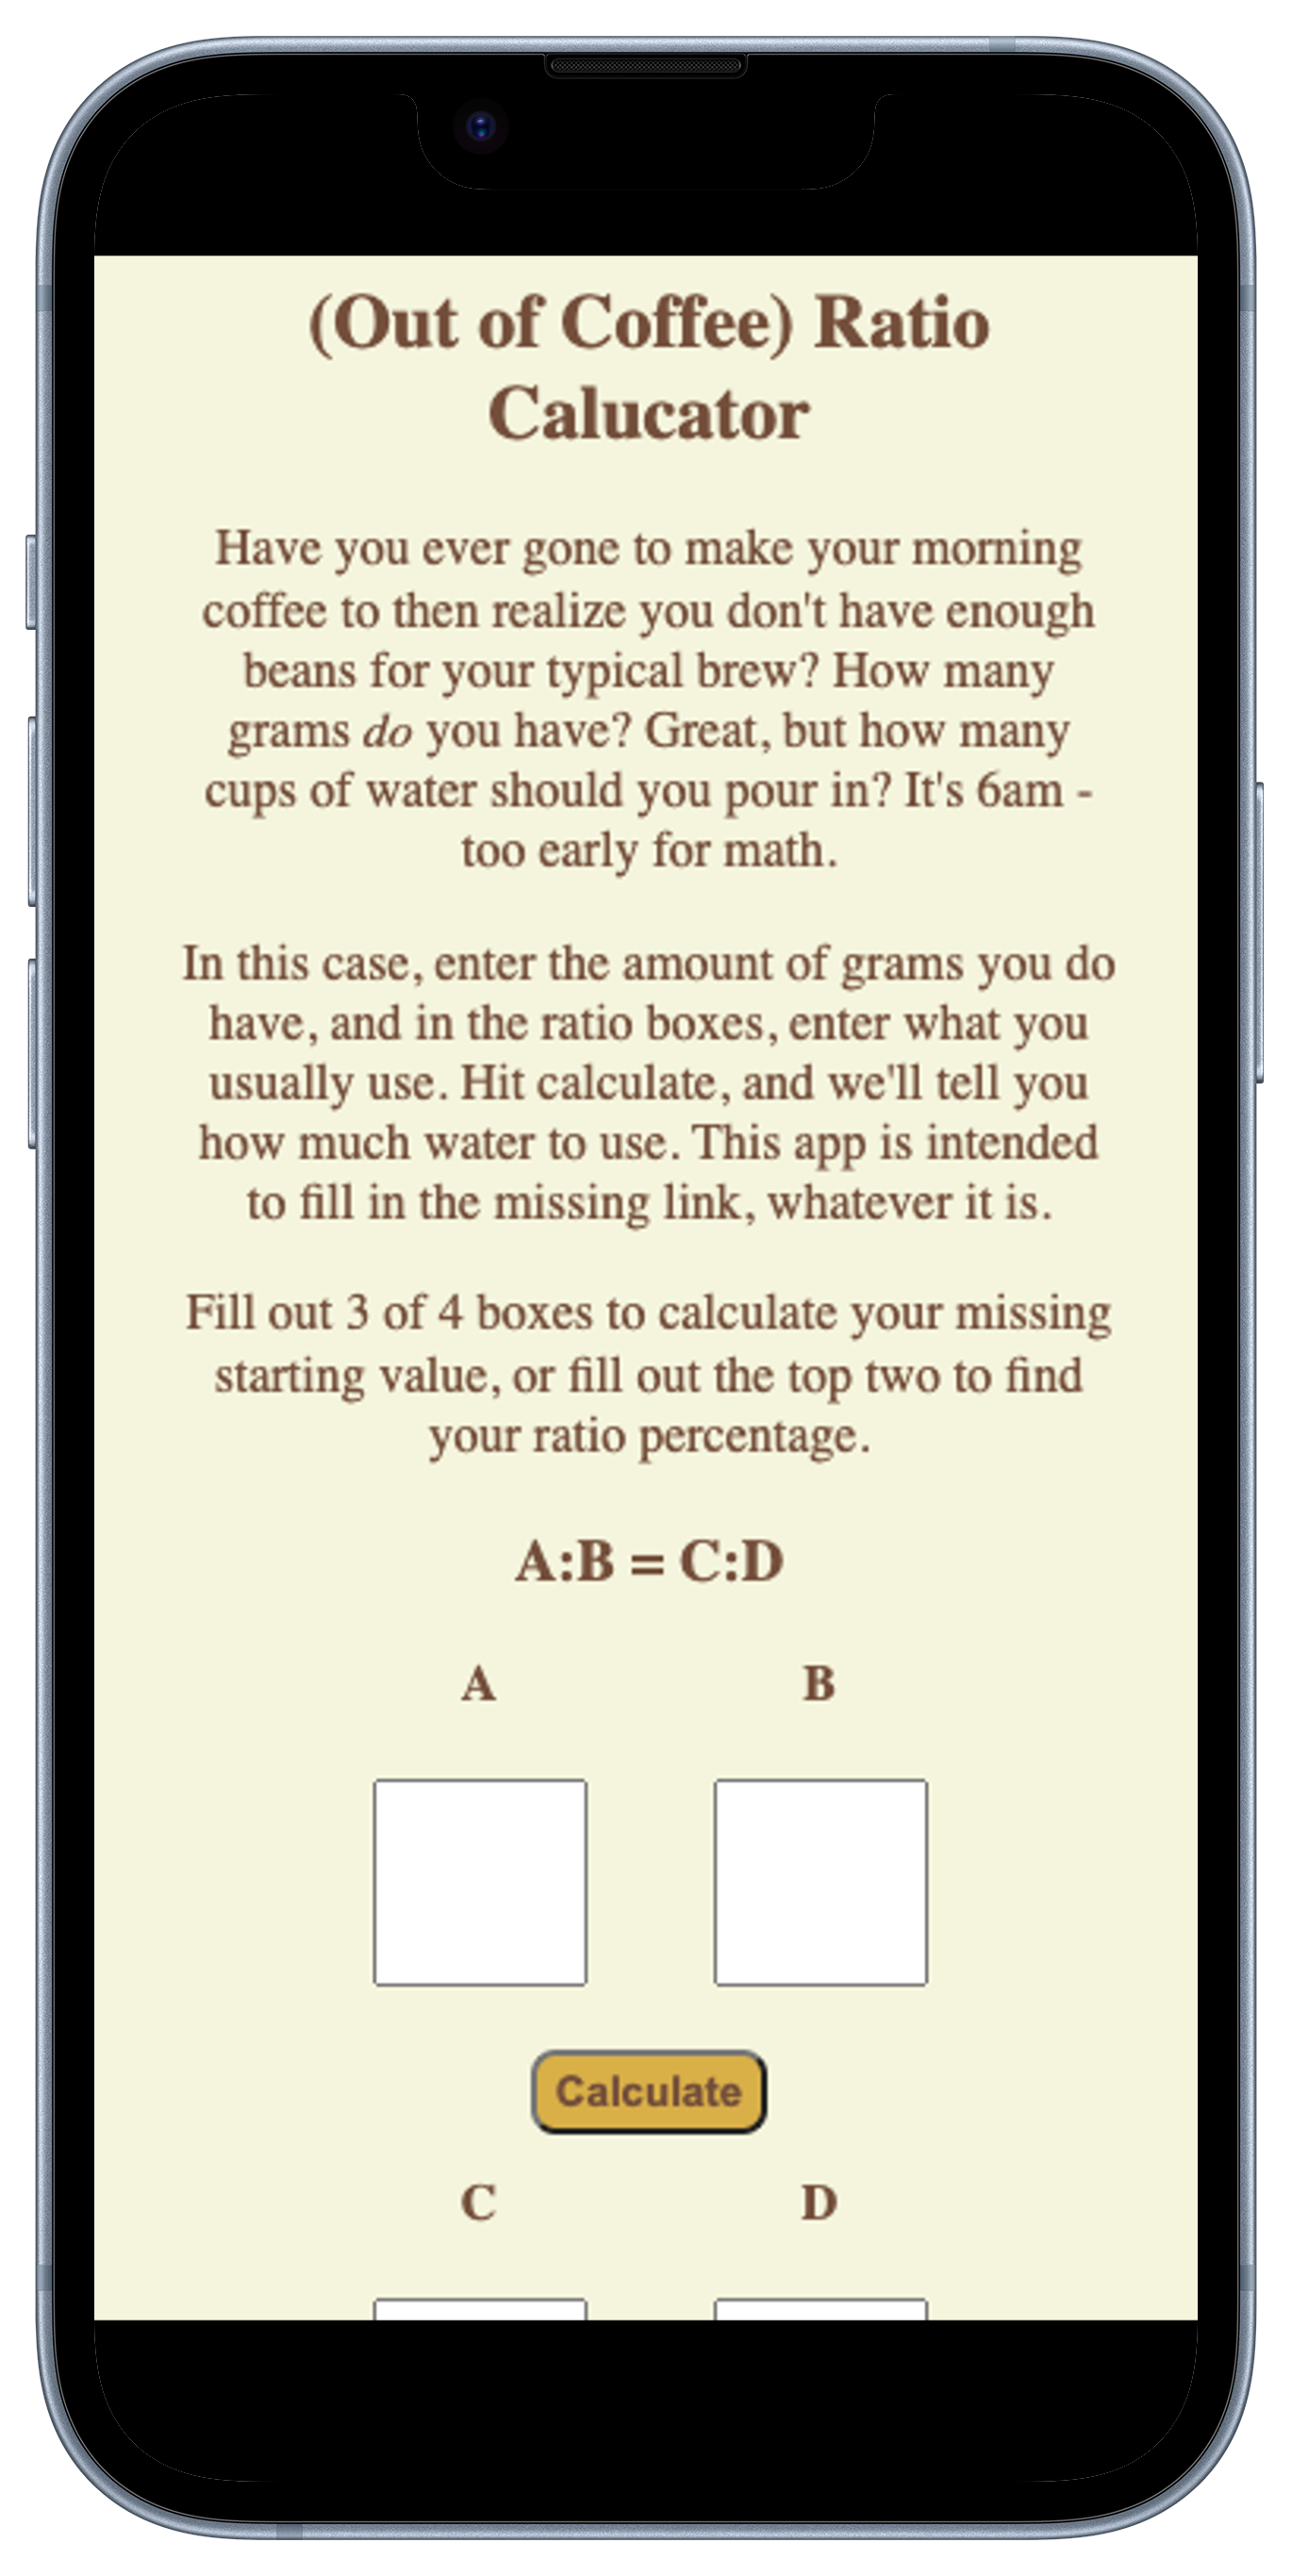 (Out of Coffee) Ratio
Calucator
Have you ever gone to make your morning
coffee to then realize you don't have enough
beans for your typical brew? How many
grams do you have? Great, but how many
cups of water should you pour in? It's 6am -
too early for math.
In this case, enter the amount of grams you do
have, and in the ratio boxes, enter what you
usually use. Hit calculate, and we'll tell you
how much water to use. This app is intended
to fill in the missing link, whatever it is.
Fill out 3 of 4 boxes to calculate your missing
starting value, or fill out the top two to find
your ratio percentage.
A:B = C:D
A B
Calculate
C D